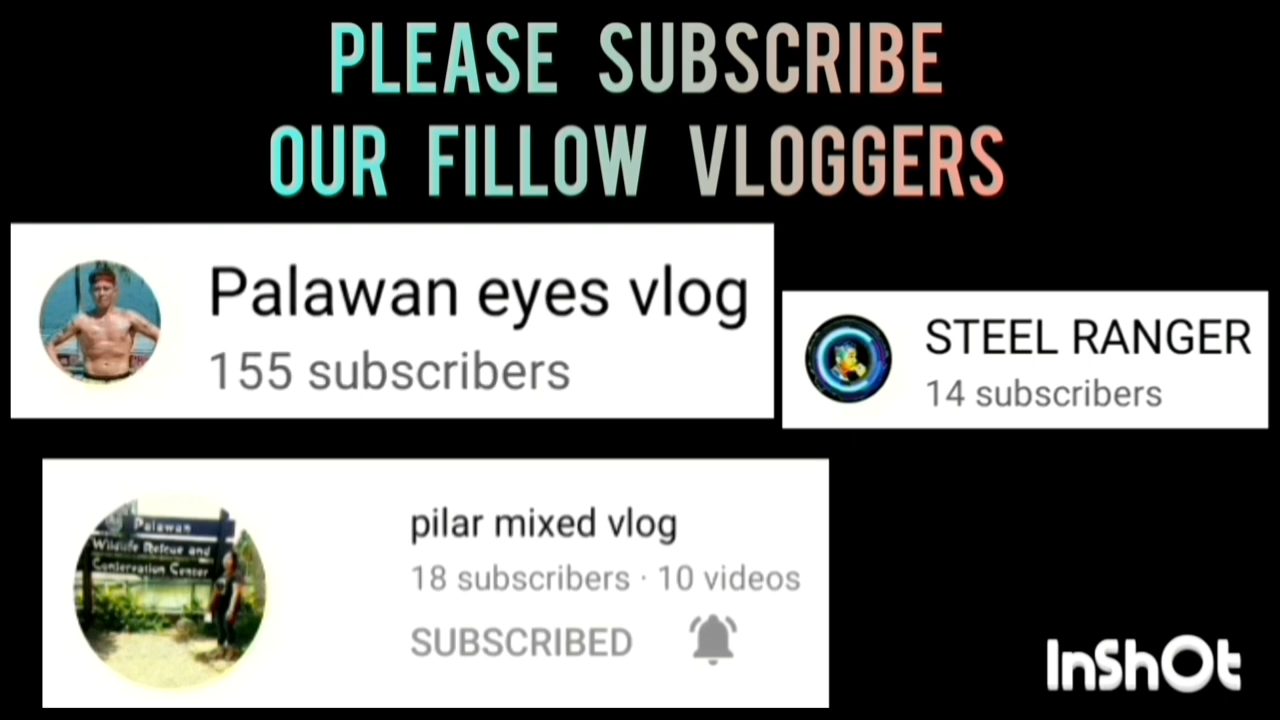 PLEASE SUBSCRIBE
OUR FILLOW VLOGGERS
Palawan eyes vlog
155 subscribers
STEEL RANGER
14 subscribers
Palawan
Wildlife Rescue and
Conservation Center
pilar mixed vlog
18 subscribers · 10 videos
SUBSCRIBED
InShOt